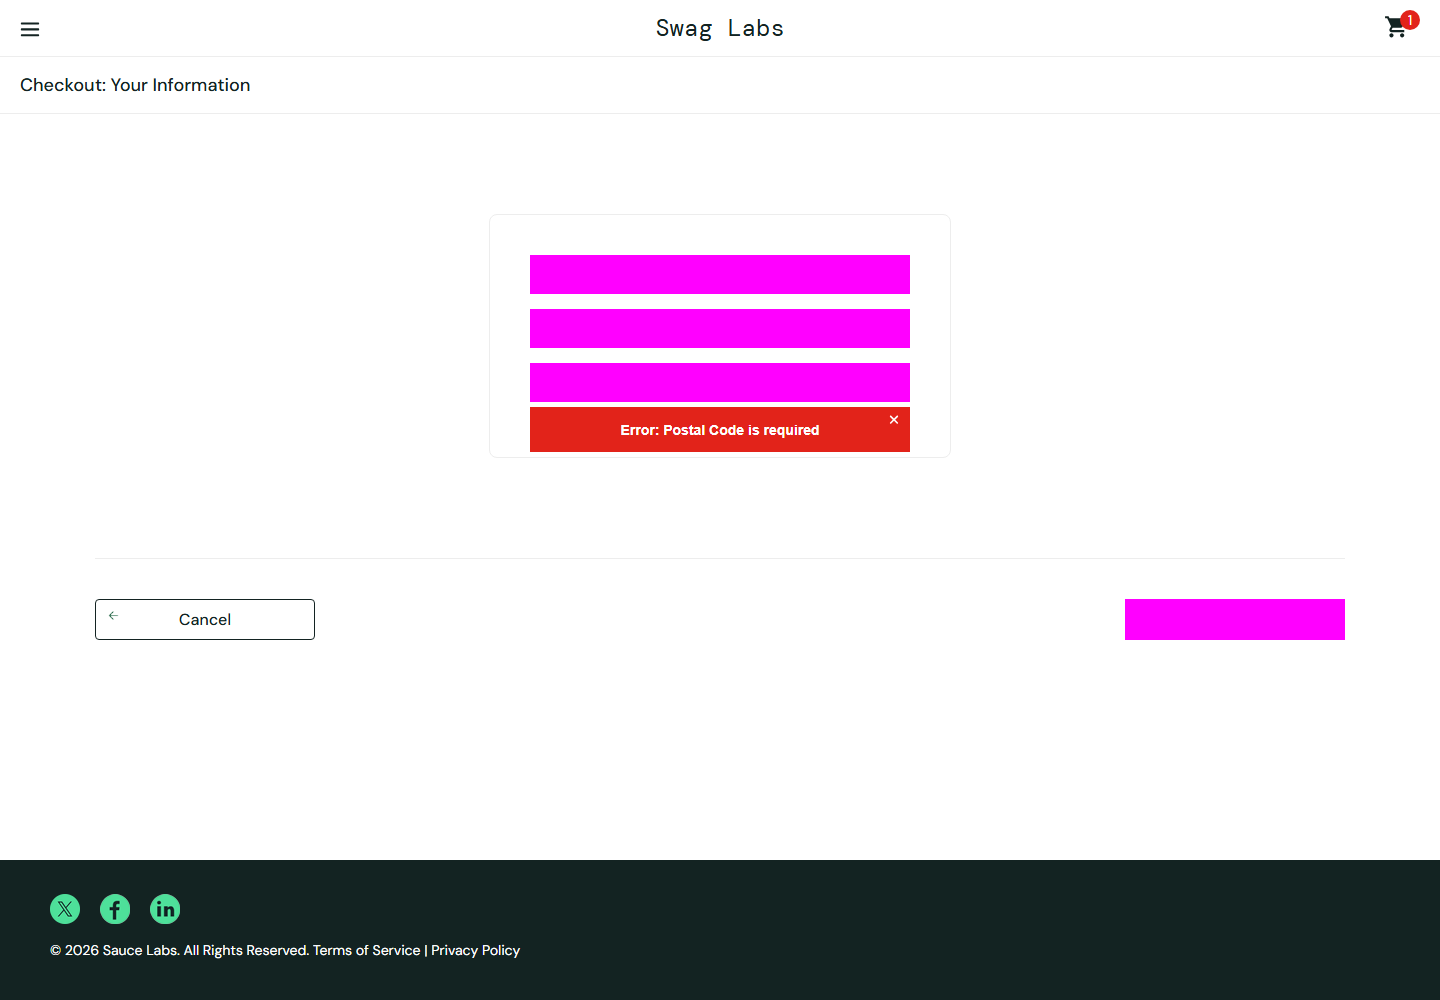 Swag Labs
1
Checkout: Your Information
Error: Postal Code is required
Cancel
© 2026 Sauce Labs. All Rights Reserved. Terms of Service | Privacy Policy